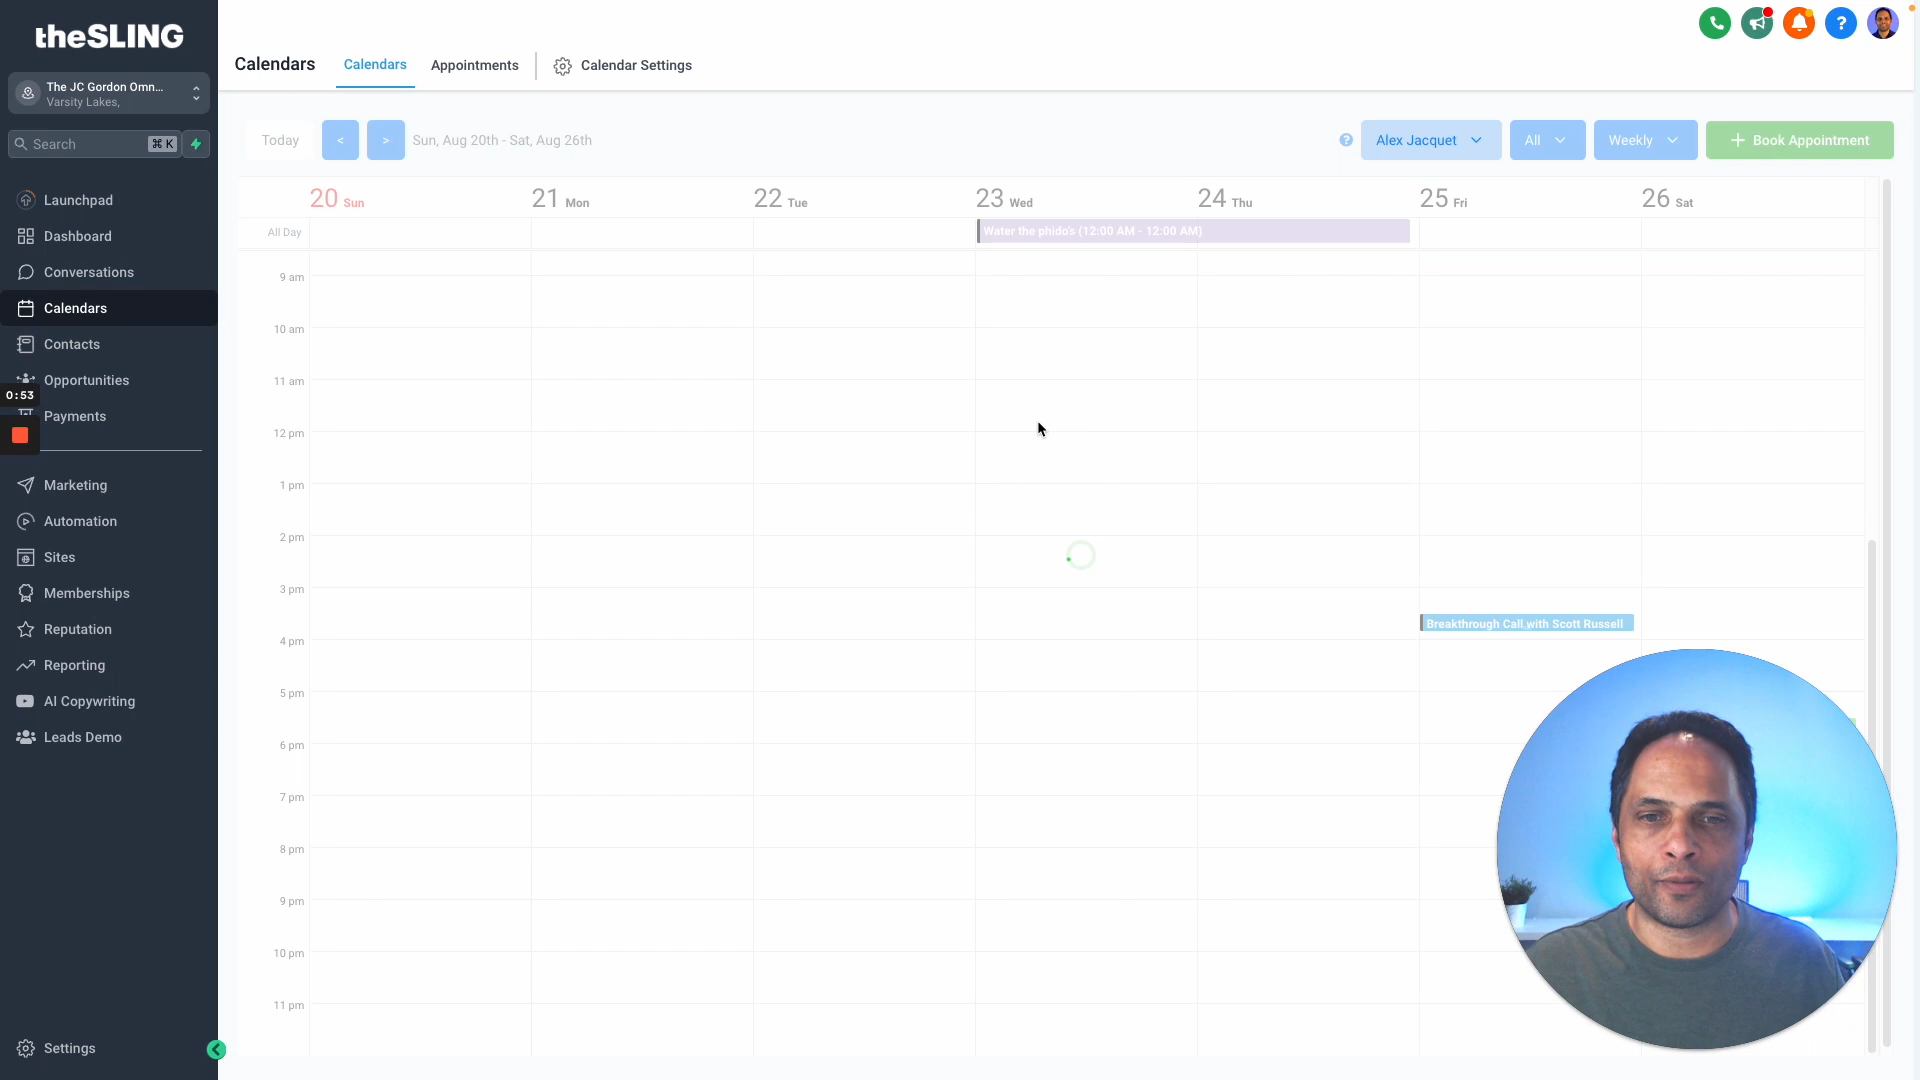 theSLING
The JC Gordon Omn...
Varsity Lakes,
Search
⌘ K
Launchpad
Dashboard
Conversations
Calendars
Contacts
Opportunities
0:53
Payments
Marketing
Automation
Sites
Memberships
Reputation
Reporting
AI Copywriting
Leads Demo
Settings
Calendars
Calendars
Appointments
Calendar Settings
?
Today
<
>
Sun, Aug 20th - Sat, Aug 26th
?
Alex Jacquet
All
Weekly
+ Book Appointment
20 Sun
21 Mon
22 Tue
23 Wed
24 Thu
25 Fri
26 Sat
All Day
Water the phido's (12:00 AM - 12:00 AM)
9 am
10 am
11 am
12 pm
1 pm
2 pm
3 pm
Breakthrough Call with Scott Russell
4 pm
5 pm
6 pm
7 pm
8 pm
9 pm
10 pm
11 pm